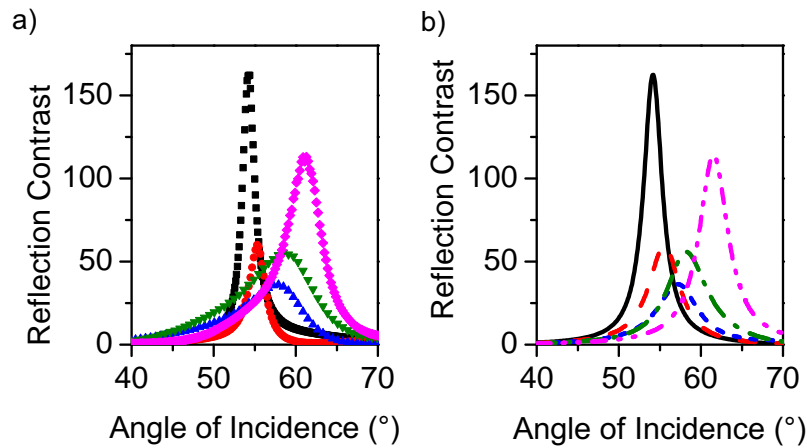 a)
150
100
50
0
40 50 60 70
Reflection Contrast
Angle of Incidence (°)
b)
150
100
50
0
40 50 60 70
Reflection Contrast
Angle of Incidence (°)